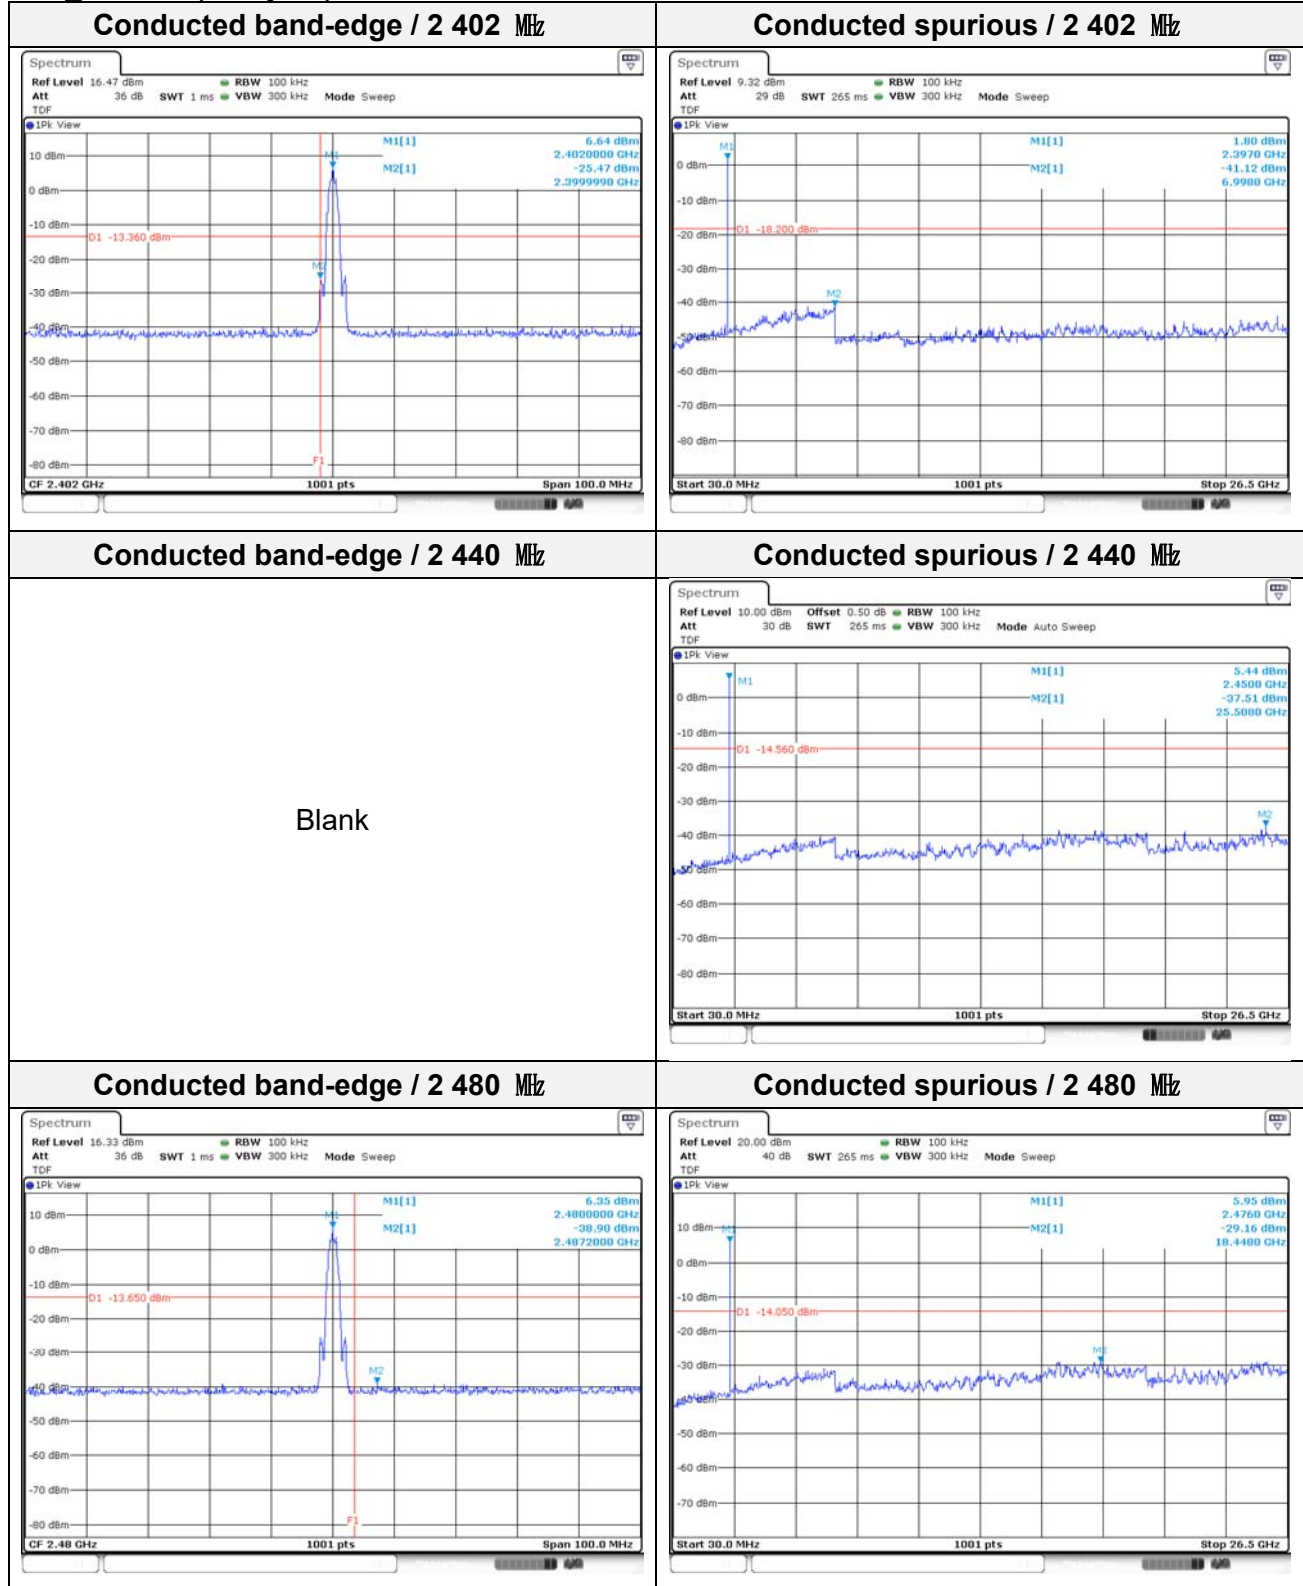 Conducted band-edge / 2 402 ㎒
Conducted spurious / 2 402 ㎒
Spectrum
Ref Level 16.47 dBm RBW 100 kHz
Att 36 dB SWT 1 ms VBW 300 kHz Mode Sweep
TDF
1Pk View
M1[1] 6.64 dBm
2.4020000 GHz
M2[1] -25.47 dBm
2.3999990 GHz
M1
10 dBm
0 dBm
-10 dBm
D1 -13.360 dBm
-20 dBm
M2
-30 dBm
-40 dBm
-50 dBm
-60 dBm
-70 dBm
-80 dBm
F1
CF 2.402 GHz 1001 pts Span 100.0 MHz
Spectrum
Ref Level 9.32 dBm RBW 100 kHz
Att 29 dB SWT 265 ms VBW 300 kHz Mode Sweep
TDF
1Pk View
M1[1] 1.80 dBm
2.3970 GHz
M2[1] -41.12 dBm
6.9980 GHz
M1
0 dBm
-10 dBm
D1 -18.200 dBm
-20 dBm
-30 dBm
-40 dBm
M2
-50 dBm
-60 dBm
-70 dBm
-80 dBm
Start 30.0 MHz 1001 pts Stop 26.5 GHz
Conducted band-edge / 2 440 ㎒
Conducted spurious / 2 440 ㎒
Blank
Spectrum
Ref Level 10.00 dBm Offset 0.50 dB RBW 100 kHz
Att 30 dB SWT 265 ms VBW 300 kHz Mode Auto Sweep
TDF
1Pk View
M1[1] 5.44 dBm
2.4500 GHz
M2[1] -37.51 dBm
25.5080 GHz
M1
0 dBm
-10 dBm
D1 -14.560 dBm
-20 dBm
-30 dBm
M2
-40 dBm
-50 dBm
-60 dBm
-70 dBm
-80 dBm
Start 30.0 MHz 1001 pts Stop 26.5 GHz
Conducted band-edge / 2 480 ㎒
Conducted spurious / 2 480 ㎒
Spectrum
Ref Level 16.33 dBm RBW 100 kHz
Att 36 dB SWT 1 ms VBW 300 kHz Mode Sweep
TDF
1Pk View
M1[1] 6.35 dBm
2.4800000 GHz
M2[1] -38.90 dBm
2.4872000 GHz
M1
10 dBm
0 dBm
-10 dBm
D1 -13.650 dBm
-20 dBm
-30 dBm
M2
-40 dBm
-50 dBm
-60 dBm
-70 dBm
-80 dBm
F1
CF 2.48 GHz 1001 pts Span 100.0 MHz
Spectrum
Ref Level 20.00 dBm RBW 100 kHz
Att 40 dB SWT 265 ms VBW 300 kHz Mode Sweep
TDF
1Pk View
M1[1] 5.95 dBm
2.4760 GHz
M2[1] -29.16 dBm
18.4480 GHz
10 dBm
M1
0 dBm
-10 dBm
D1 -14.050 dBm
-20 dBm
M2
-30 dBm
-40 dBm
-50 dBm
-60 dBm
-70 dBm
Start 30.0 MHz 1001 pts Stop 26.5 GHz